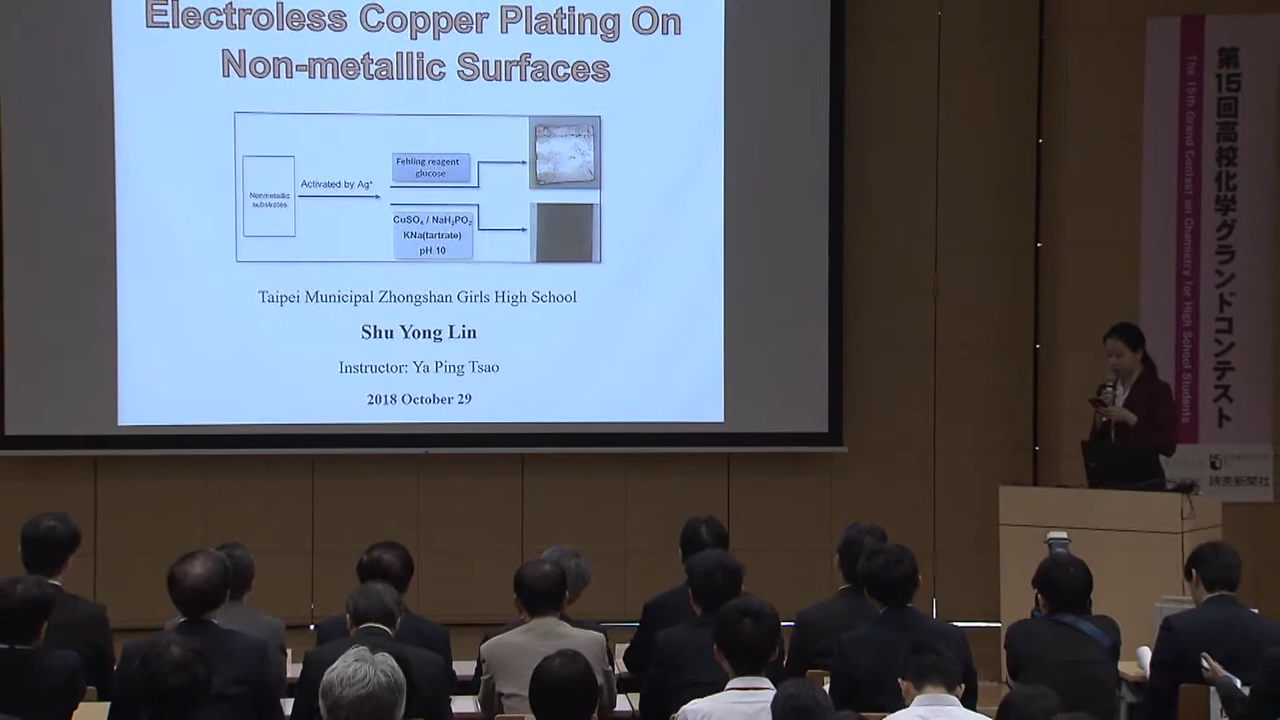 Electroless Copper Plating On
Non-metallic Surfaces
Nonmetallic
substrates
Activated by Ag⁺
Fehling reagent
glucose
CuSO₄ / NaH₂PO₂
KNa(tartrate)
pH 10
Taipei Municipal Zhongshan Girls High School
Shu Yong Lin
Instructor: Ya Ping Tsao
2018 October 29
第15回高校化学グランドコンテスト
The 15th Grand Contest on Chemistry for High School Students
読売新聞社